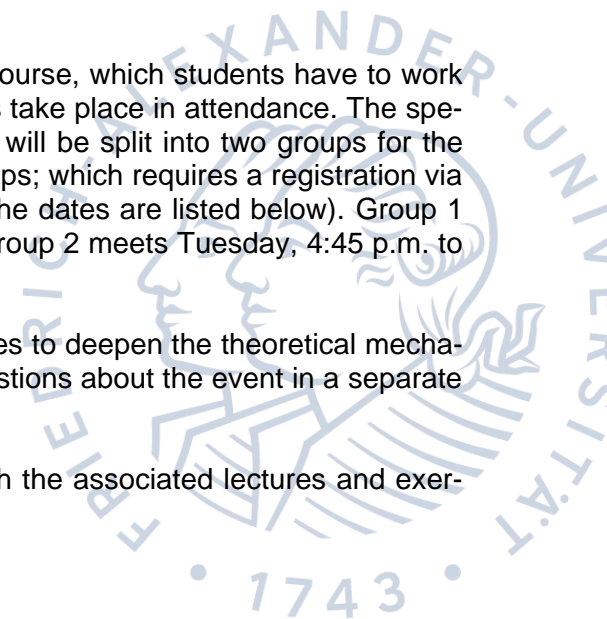 ourse, which students have to work
s take place in attendance. The spe-
will be split into two groups for the
ps; which requires a registration via
he dates are listed below). Group 1
roup 2 meets Tuesday, 4:45 p.m. to
es to deepen the theoretical mecha-
stions about the event in a separate
h the associated lectures and exer-
FRIEDRICH-ALEXANDER-UNIVERSITÄT
• 1743 •